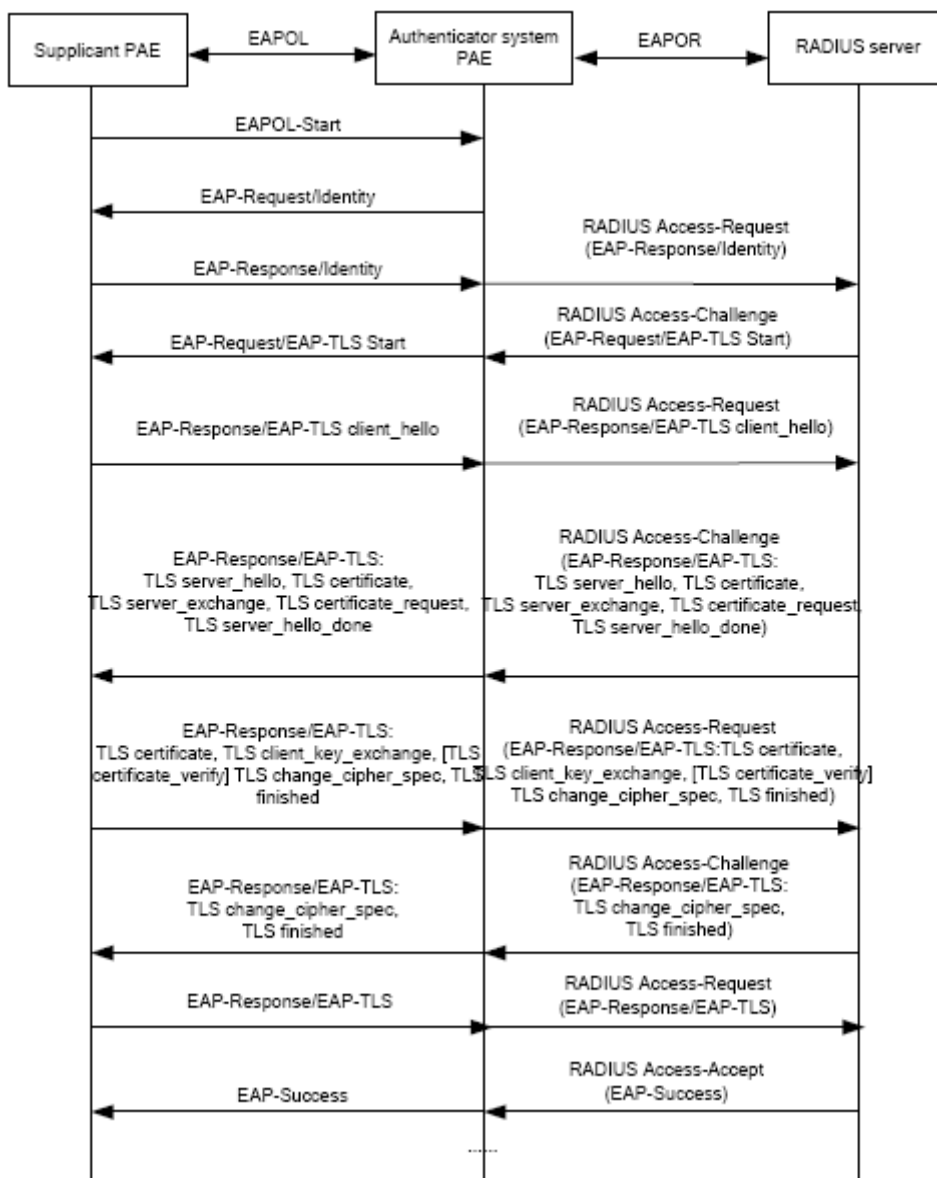 Supplicant PAE
EAPOL
Authenticator system
PAE
EAPOR
RADIUS server
EAPOL-Start
EAP-Request/Identity
RADIUS Access-Request
(EAP-Response/Identity)
EAP-Response/Identity
RADIUS Access-Challenge
(EAP-Request/EAP-TLS Start)
EAP-Request/EAP-TLS Start
RADIUS Access-Request
(EAP-Response/EAP-TLS client_hello)
EAP-Response/EAP-TLS client_hello
EAP-Response/EAP-TLS:
TLS server_hello, TLS certificate,
TLS server_exchange, TLS certificate_request,
TLS server_hello_done
RADIUS Access-Challenge
(EAP-Response/EAP-TLS:
TLS server_hello, TLS certificate,
TLS server_exchange, TLS certificate_request,
TLS server_hello_done)
EAP-Response/EAP-TLS:
TLS certificate, TLS client_key_exchange, [TLS
certificate_verify] TLS change_cipher_spec, TLS
finished
RADIUS Access-Request
(EAP-Response/EAP-TLS:TLS certificate,
TLS client_key_exchange, [TLS certificate_verify]
TLS change_cipher_spec, TLS finished)
EAP-Response/EAP-TLS:
TLS change_cipher_spec,
TLS finished
RADIUS Access-Challenge
(EAP-Response/EAP-TLS:
TLS change_cipher_spec,
TLS finished)
EAP-Response/EAP-TLS
RADIUS Access-Request
(EAP-Response/EAP-TLS)
EAP-Success
RADIUS Access-Accept
(EAP-Success)
......